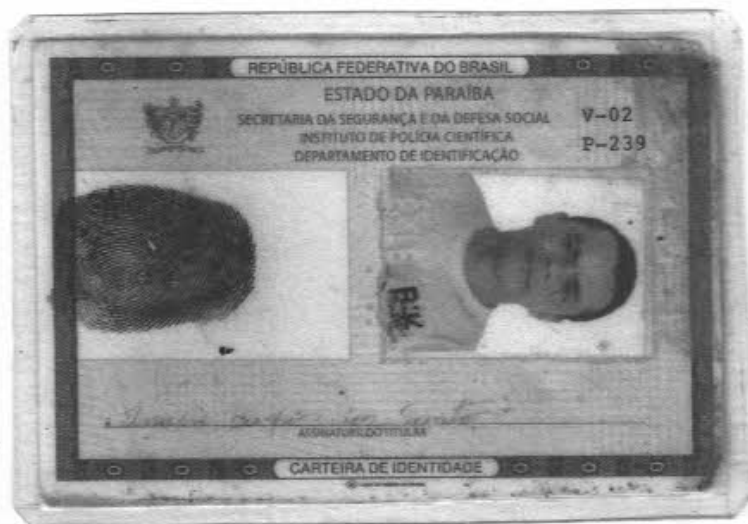 REPÚBLICA FEDERATIVA DO BRASIL
ESTADO DA PARAÍBA
SECRETARIA DA SEGURANÇA E DA DEFESA SOCIAL
INSTITUTO DE POLÍCIA CIENTÍFICA
DEPARTAMENTO DE IDENTIFICAÇÃO
V-02
P-239
ASSINATURA DO TITULAR
CARTEIRA DE IDENTIDADE